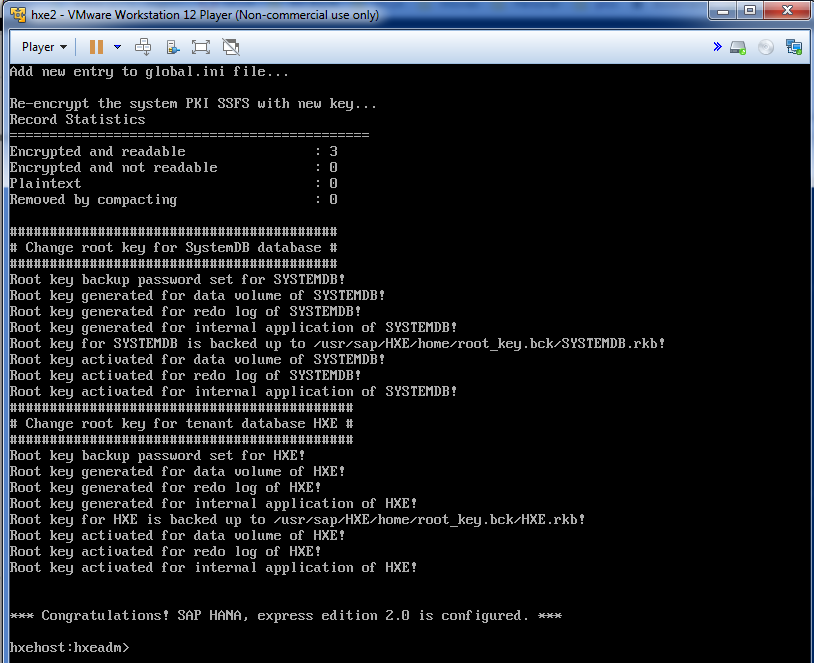 hxe2 - VMware Workstation 12 Player (Non-commercial use only)
Player
Add new entry to global.ini file...
Re-encrypt the system PKI SSFS with new key...
Record Statistics
=============================================
Encrypted and readable : 3
Encrypted and not readable : 0
Plaintext : 0
Removed by compacting : 0
#########################################
# Change root key for SystemDB database #
#########################################
Root key backup password set for SYSTEMDB!
Root key generated for data volume of SYSTEMDB!
Root key generated for redo log of SYSTEMDB!
Root key generated for internal application of SYSTEMDB!
Root key for SYSTEMDB is backed up to /usr/sap/HXE/home/root_key.bck/SYSTEMDB.rkb!
Root key activated for data volume of SYSTEMDB!
Root key activated for redo log of SYSTEMDB!
Root key activated for internal application of SYSTEMDB!
###########################################
# Change root key for tenant database HXE #
###########################################
Root key backup password set for HXE!
Root key generated for data volume of HXE!
Root key generated for redo log of HXE!
Root key generated for internal application of HXE!
Root key for HXE is backed up to /usr/sap/HXE/home/root_key.bck/HXE.rkb!
Root key activated for data volume of HXE!
Root key activated for redo log of HXE!
Root key activated for internal application of HXE!
*** Congratulations! SAP HANA, express edition 2.0 is configured. ***
hxehost:hxeadm>